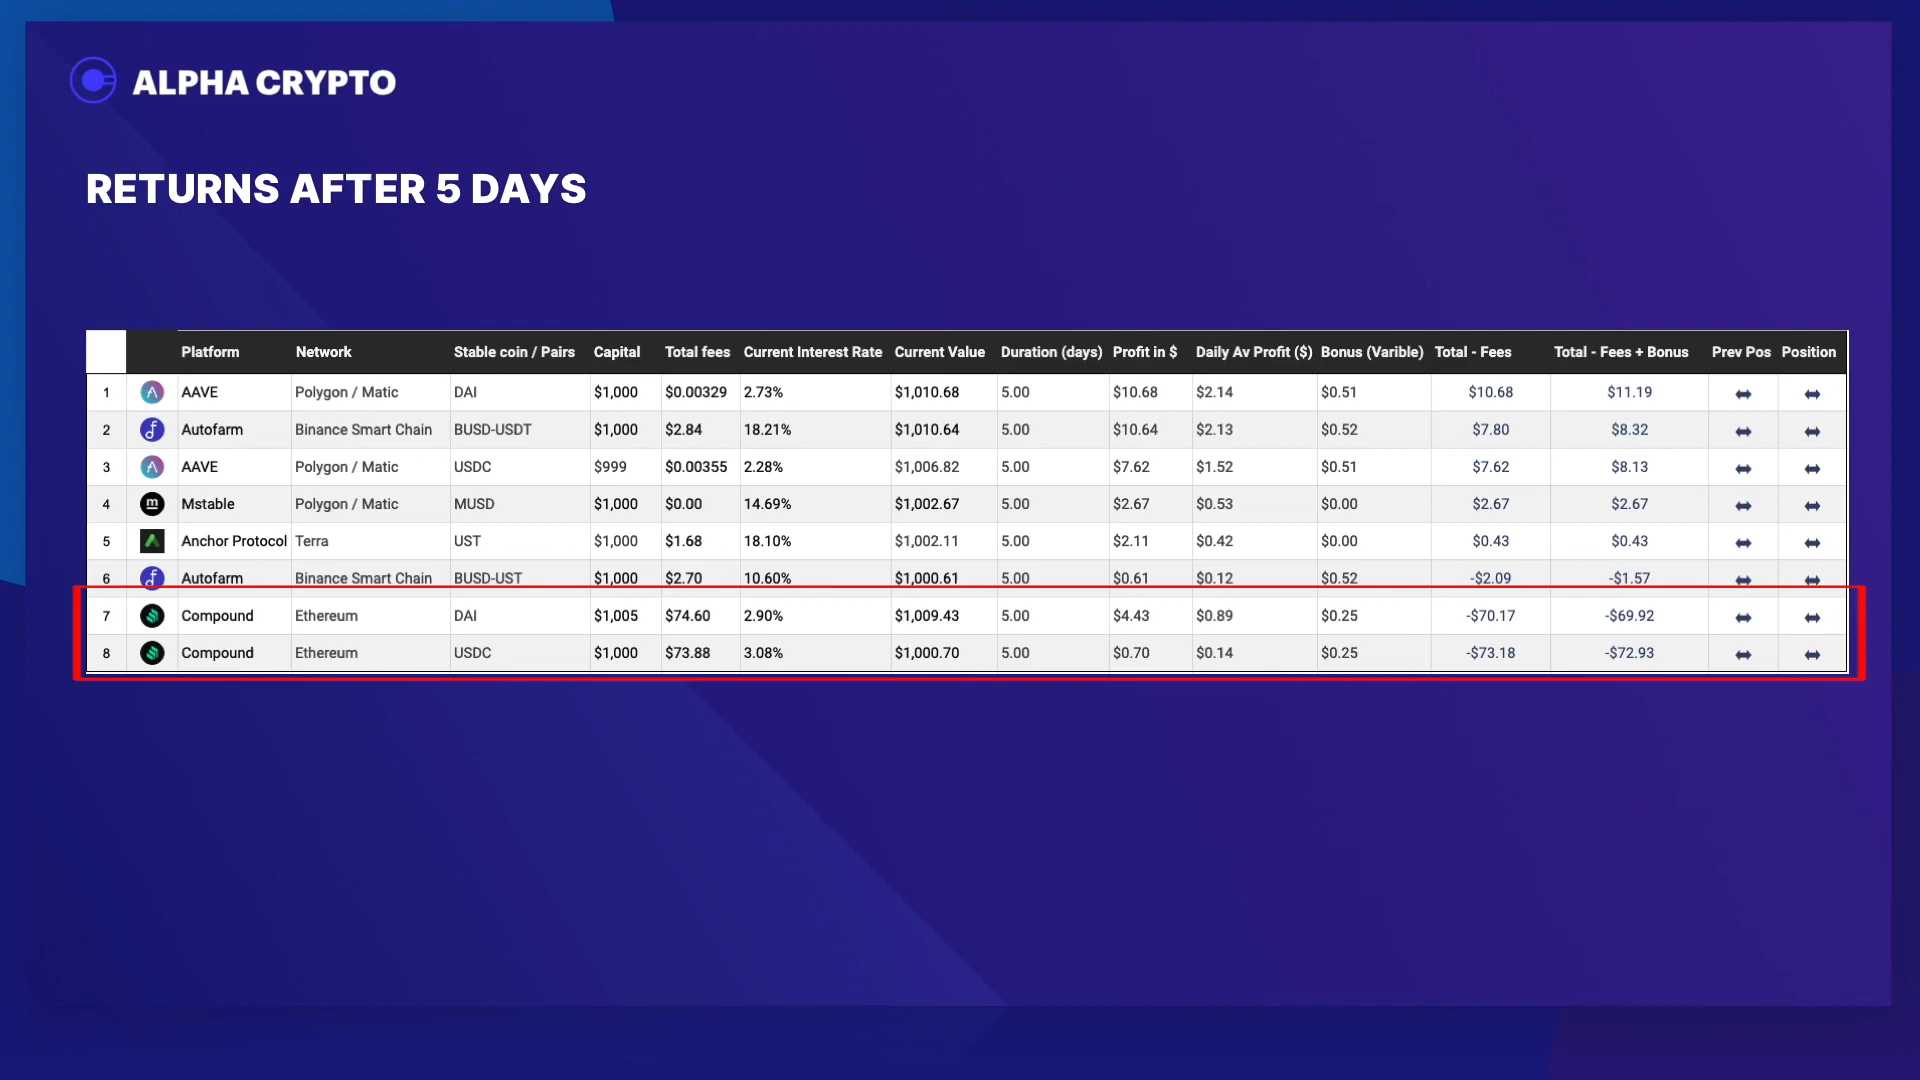 ALPHA CRYPTO
RETURNS AFTER 5 DAYS
Platform Network Stable coin / Pairs Capital Total fees Current Interest Rate Current Value Duration (days) Profit in $ Daily Av Profit ($) Bonus (Varible) Total - Fees Total - Fees + Bonus Prev Pos Position
1 AAVE Polygon / Matic DAI $1,000 $0.00329 2.73% $1,010.68 5.00 $10.68 $2.14 $0.51 $10.68 $11.19
2 Autofarm Binance Smart Chain BUSD-USDT $1,000 $2.84 18.21% $1,010.64 5.00 $10.64 $2.13 $0.52 $7.80 $8.32
3 AAVE Polygon / Matic USDC $999 $0.00355 2.28% $1,006.82 5.00 $7.62 $1.52 $0.51 $7.62 $8.13
4 Mstable Polygon / Matic MUSD $1,000 $0.00 14.69% $1,002.67 5.00 $2.67 $0.53 $0.00 $2.67 $2.67
5 Anchor Protocol Terra UST $1,000 $1.68 18.10% $1,002.11 5.00 $2.11 $0.42 $0.00 $0.43 $0.43
6 Autofarm Binance Smart Chain BUSD-UST $1,000 $2.70 10.60% $1,000.61 5.00 $0.61 $0.12 $0.52 -$2.09 -$1.57
7 Compound Ethereum DAI $1,005 $74.60 2.90% $1,009.43 5.00 $4.43 $0.89 $0.25 -$70.17 -$69.92
8 Compound Ethereum USDC $1,000 $73.88 3.08% $1,000.70 5.00 $0.70 $0.14 $0.25 -$73.18 -$72.93